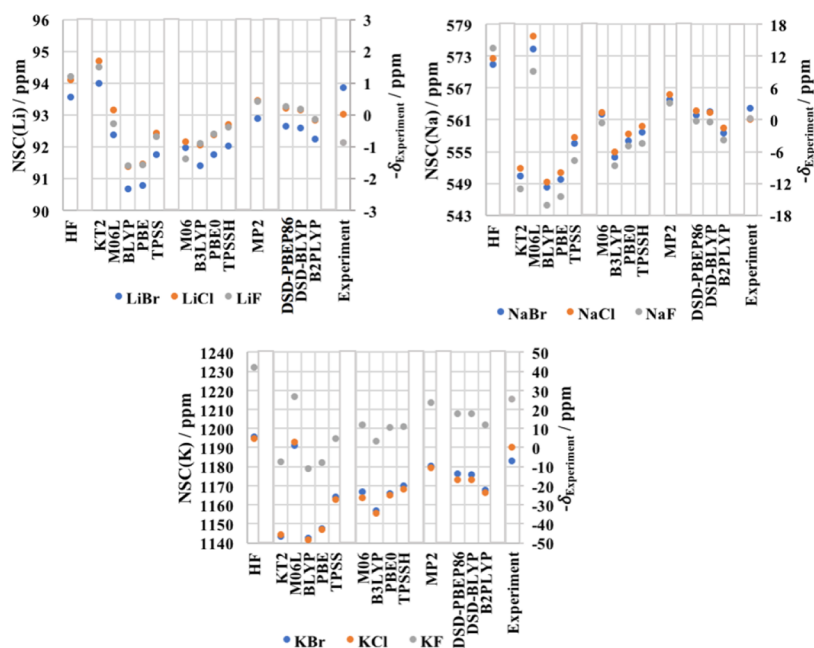 96
95
94
93
92
91
90
NSC(Li) / ppm
3
2
1
0
-1
-2
-3
-δExperiment / ppm
HF
KT2
M06L
BLYP
PBE
TPSS
M06
B3LYP
PBE0
TPSSH
MP2
DSD-PBEP86
DSD-BLYP
B2PLYP
Experiment
LiBr LiCl LiF
579
573
567
561
555
549
543
NSC(Na) / ppm
18
12
6
0
-6
-12
-18
-δExperiment / ppm
HF
KT2
M06L
BLYP
PBE
TPSS
M06
B3LYP
PBE0
TPSSH
MP2
DSD-PBEP86
DSD-BLYP
B2PLYP
Experiment
NaBr NaCl NaF
1240
1230
1220
1210
1200
1190
1180
1170
1160
1150
1140
NSC(K) / ppm
50
40
30
20
10
0
-10
-20
-30
-40
-50
-δExperiment / ppm
HF
KT2
M06L
BLYP
PBE
TPSS
M06
B3LYP
PBE0
TPSSH
MP2
DSD-PBEP86
DSD-BLYP
B2PLYP
Experiment
KBr KCl KF